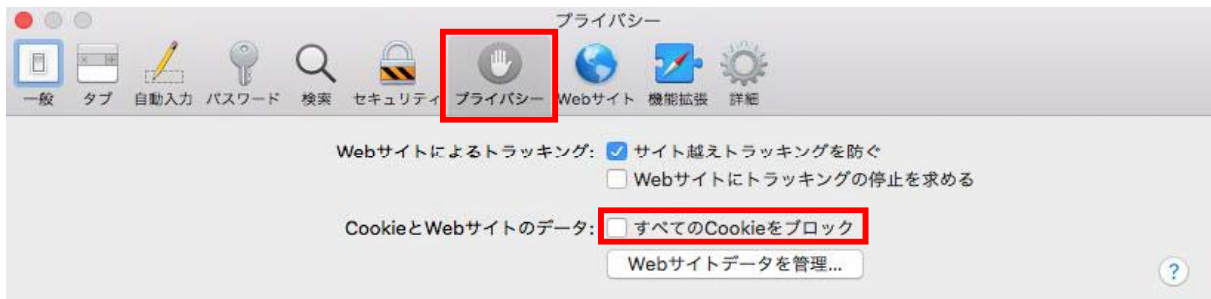 プライバシー
一般 タブ 自動入力 パスワード 検索 セキュリティ プライバシー Webサイト 機能拡張 詳細
Webサイトによるトラッキング: サイト越えトラッキングを防ぐ
Webサイトにトラッキングの停止を求める
CookieとWebサイトのデータ: すべてのCookieをブロック
Webサイトデータを管理...
?